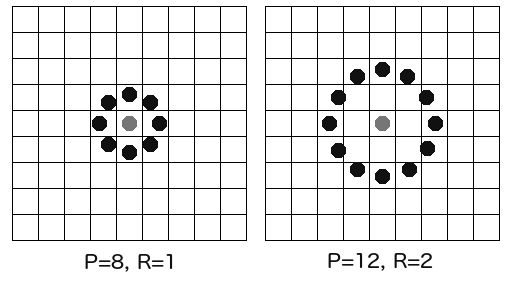 P=8, R=1
P=12, R=2